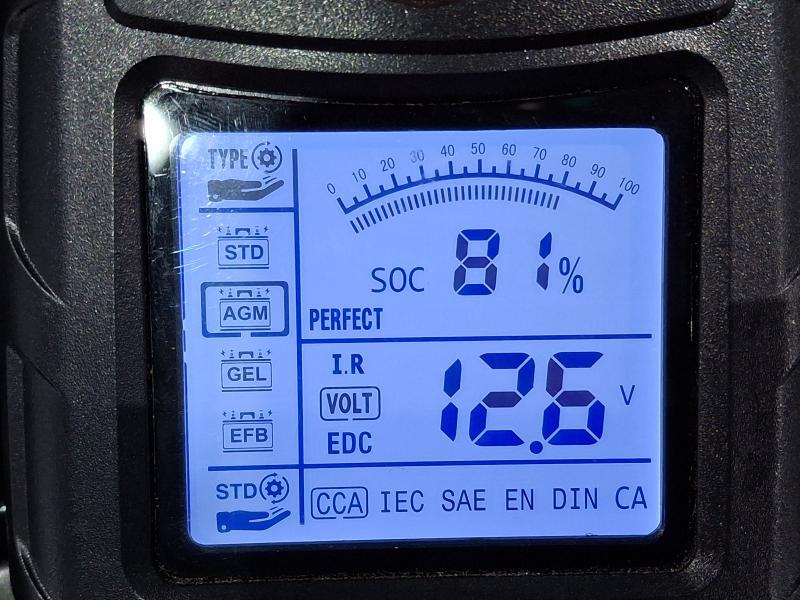 TYPE
0 10 20 30 40 50 60 70 80 90 100
STD
SOC 81%
AGM
PERFECT
GEL
I.R
VOLT
12.6 V
EFB
EDC
STD
CCA IEC SAE EN DIN CA